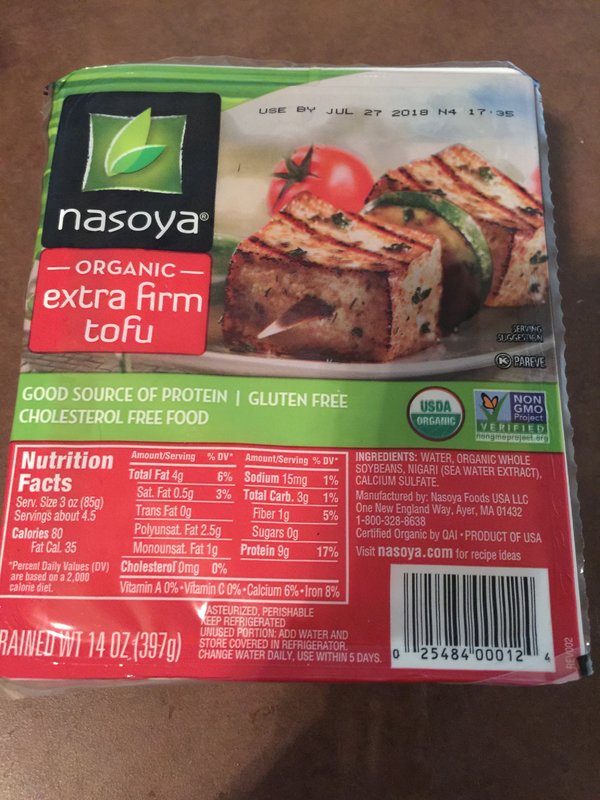 USE BY JUL 27 2018 N4 17:35
nasoya®
ORGANIC
extra firm
tofu
SERVING
SUGGESTION
K PAREVE
GOOD SOURCE OF PROTEIN | GLUTEN FREE
CHOLESTEROL FREE FOOD
USDA
ORGANIC
NON
GMO
Project
VERIFIED
nongmoproject.org
Nutrition
Facts
Serv. Size 3 oz (85g)
Servings about 4.5
Calories 80
Fat Cal. 35
*Percent Daily Values (DV)
are based on a 2,000
calorie diet.
Amount/Serving % DV*
Total Fat 4g 6%
Sat. Fat 0.5g 3%
Trans Fat 0g
Polyunsat. Fat 2.5g
Monounsat. Fat 1g
Cholesterol 0mg 0%
Amount/Serving % DV*
Sodium 15mg 1%
Total Carb. 3g 1%
Fiber 1g 5%
Sugars 0g
Protein 9g 17%
Vitamin A 0% • Vitamin C 0% • Calcium 6% • Iron 8%
INGREDIENTS: WATER, ORGANIC WHOLE
SOYBEANS, NIGARI (SEA WATER EXTRACT),
CALCIUM SULFATE.
Manufactured by: Nasoya Foods USA LLC
One New England Way, Ayer, MA 01432
1-800-328-8638
Certified Organic by QAI • PRODUCT OF USA
Visit nasoya.com for recipe ideas
RAINED WT 14 OZ (397g)
ASTEURIZED, PERISHABLE
KEEP REFRIGERATED
UNUSED PORTION: ADD WATER AND
STORE COVERED IN REFRIGERATOR.
CHANGE WATER DAILY, USE WITHIN 5 DAYS.
0 25484 00012 4